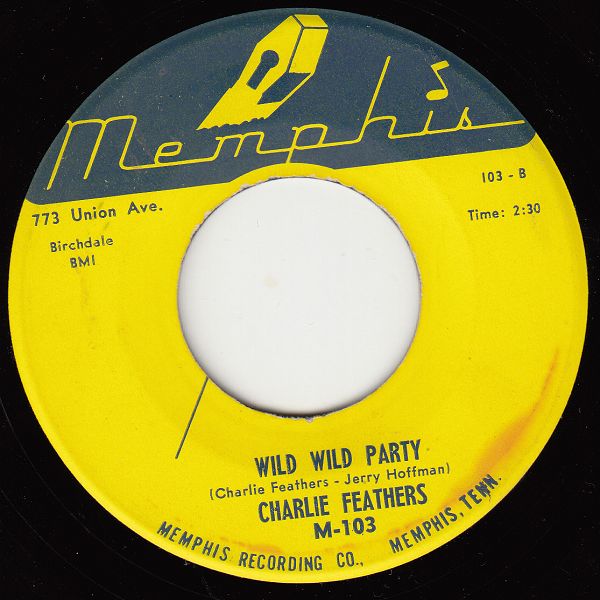 Memphis
773 Union Ave.
103 - B
Birchdale
BMI
Time: 2:30
WILD WILD PARTY
(Charlie Feathers - Jerry Hoffman)
CHARLIE FEATHERS
M-103
MEMPHIS RECORDING CO., MEMPHIS, TENN.